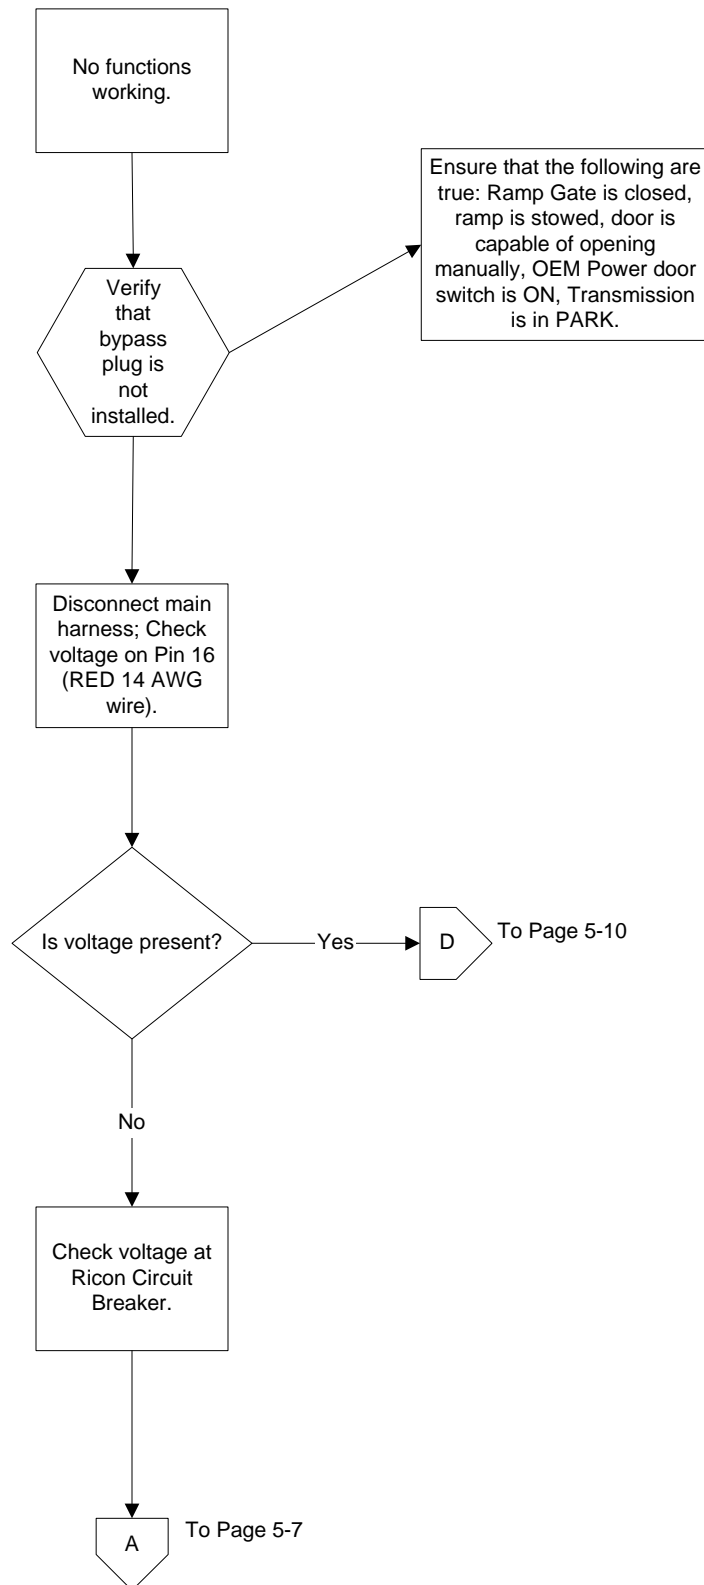 No functions
working.
Ensure that the following are
true: Ramp Gate is closed,
ramp is stowed, door is
capable of opening
manually, OEM Power door
switch is ON, Transmission
is in PARK.
Verify
that
bypass
plug is
not
installed.
Disconnect main
harness; Check
voltage on Pin 16
(RED 14 AWG
wire).
Is voltage present?
Yes
D
To Page 5-10
No
Check voltage at
Ricon Circuit
Breaker.
A
To Page 5-7